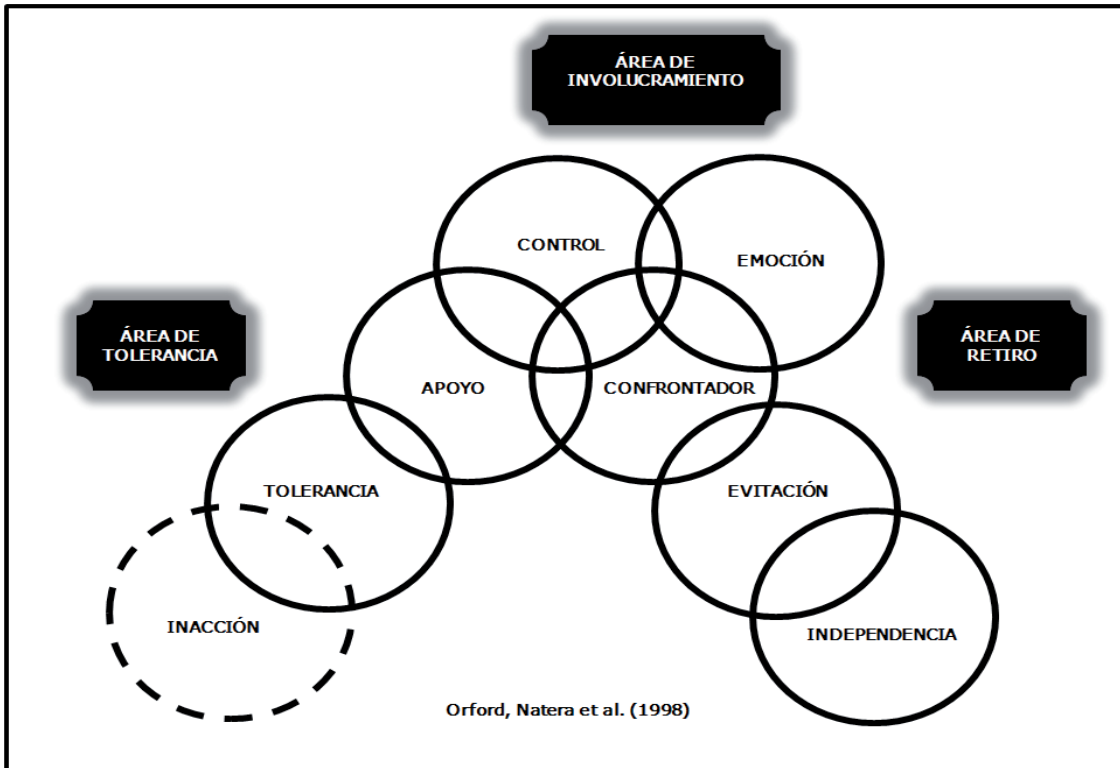 ÁREA DE
INVOLUCRAMIENTO
CONTROL
EMOCIÓN
ÁREA DE
TOLERANCIA
ÁREA DE
RETIRO
APOYO
CONFRONTADOR
TOLERANCIA
EVITACIÓN
INACCIÓN
INDEPENDENCIA
Orford, Natera et al. (1998)